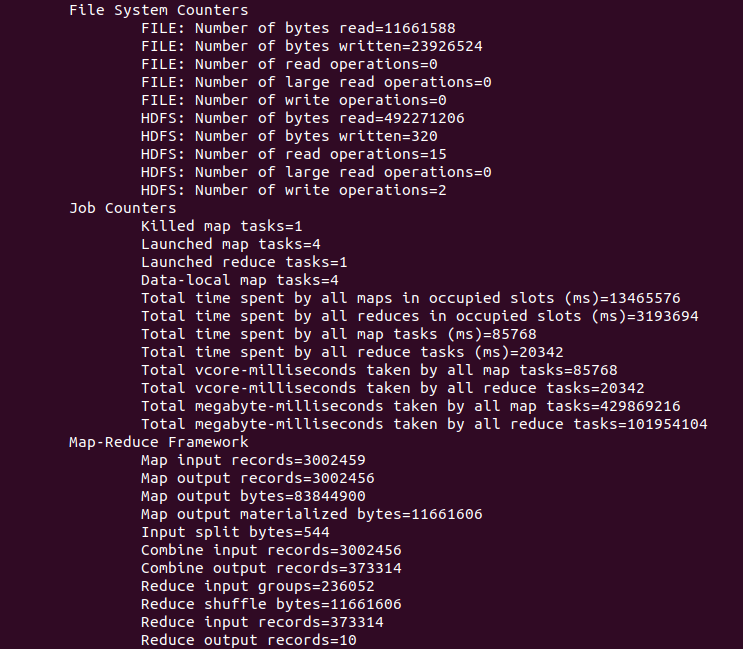 File System Counters
FILE: Number of bytes read=11661588
FILE: Number of bytes written=23926524
FILE: Number of read operations=0
FILE: Number of large read operations=0
FILE: Number of write operations=0
HDFS: Number of bytes read=492271206
HDFS: Number of bytes written=320
HDFS: Number of read operations=15
HDFS: Number of large read operations=0
HDFS: Number of write operations=2
Job Counters
Killed map tasks=1
Launched map tasks=4
Launched reduce tasks=1
Data-local map tasks=4
Total time spent by all maps in occupied slots (ms)=13465576
Total time spent by all reduces in occupied slots (ms)=3193694
Total time spent by all map tasks (ms)=85768
Total time spent by all reduce tasks (ms)=20342
Total vcore-milliseconds taken by all map tasks=85768
Total vcore-milliseconds taken by all reduce tasks=20342
Total megabyte-milliseconds taken by all map tasks=429869216
Total megabyte-milliseconds taken by all reduce tasks=101954104
Map-Reduce Framework
Map input records=3002459
Map output records=3002456
Map output bytes=83844900
Map output materialized bytes=11661606
Input split bytes=544
Combine input records=3002456
Combine output records=373314
Reduce input groups=236052
Reduce shuffle bytes=11661606
Reduce input records=373314
Reduce output records=10